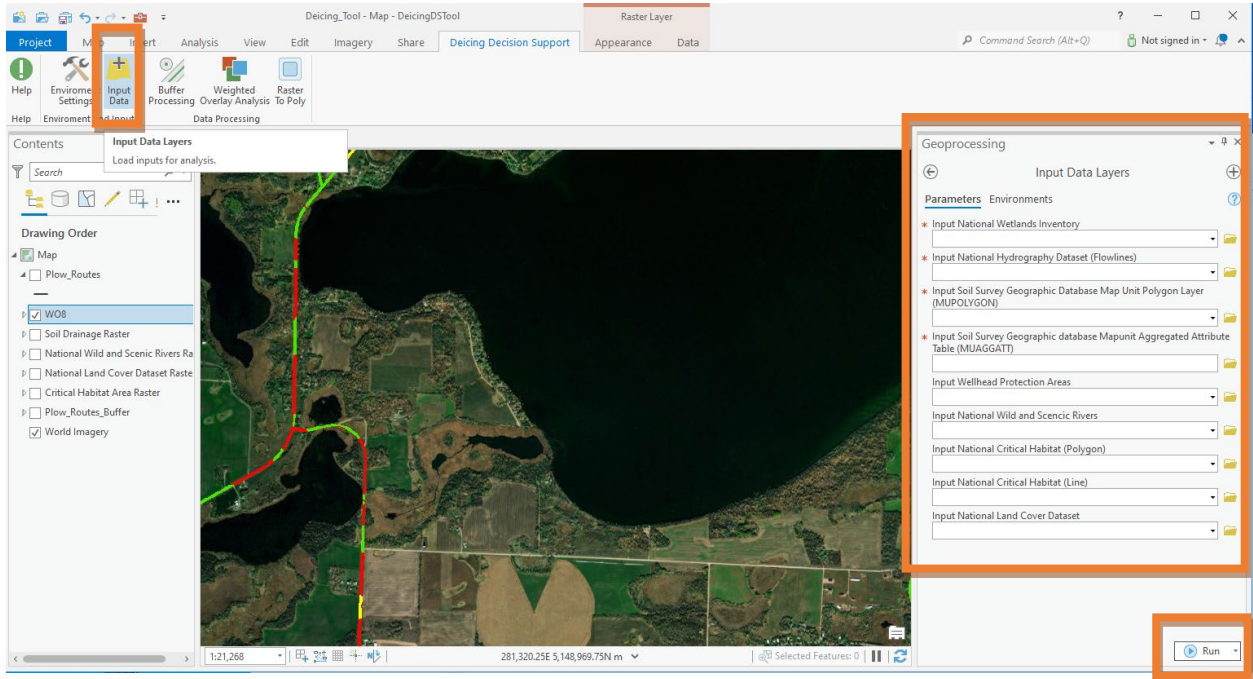 Deicing_Tool - Map - DeicingDSTool
Raster Layer
?
Project Insert Analysis View Edit Imagery Share Deicing Decision Support Appearance Data
Command Search (Alt+Q)
Not signed in
Help
Settings
Input
Data
Buffer
Processing
Weighted
Overlay Analysis
Raster
To Poly
Help
Data Processing
Contents
Input Data Layers
Load inputs for analysis.
Search
Drawing Order
Map
Plow_Routes
WO8
Soil Drainage Raster
National Wild and Scenic Rivers Ra
National Land Cover Dataset Raste
Critical Habitat Area Raster
Plow_Routes_Buffer
World Imagery
1:21,268
281,320.25E 5,148,969.75N m
Selected Features: 0
Geoprocessing
Input Data Layers
Parameters Environments
?
* Input National Wetlands Inventory
* Input National Hydrography Dataset (Flowlines)
* Input Soil Survey Geographic Database Map Unit Polygon Layer
(MUPOLYGON)
* Input Soil Survey Geographic database Mapunit Aggregated Attribute
Table (MUAGGATT)
Input Wellhead Protection Areas
Input National Wild and Scencic Rivers
Input National Critical Habitat (Polygon)
Input National Critical Habitat (Line)
Input National Land Cover Dataset
Run